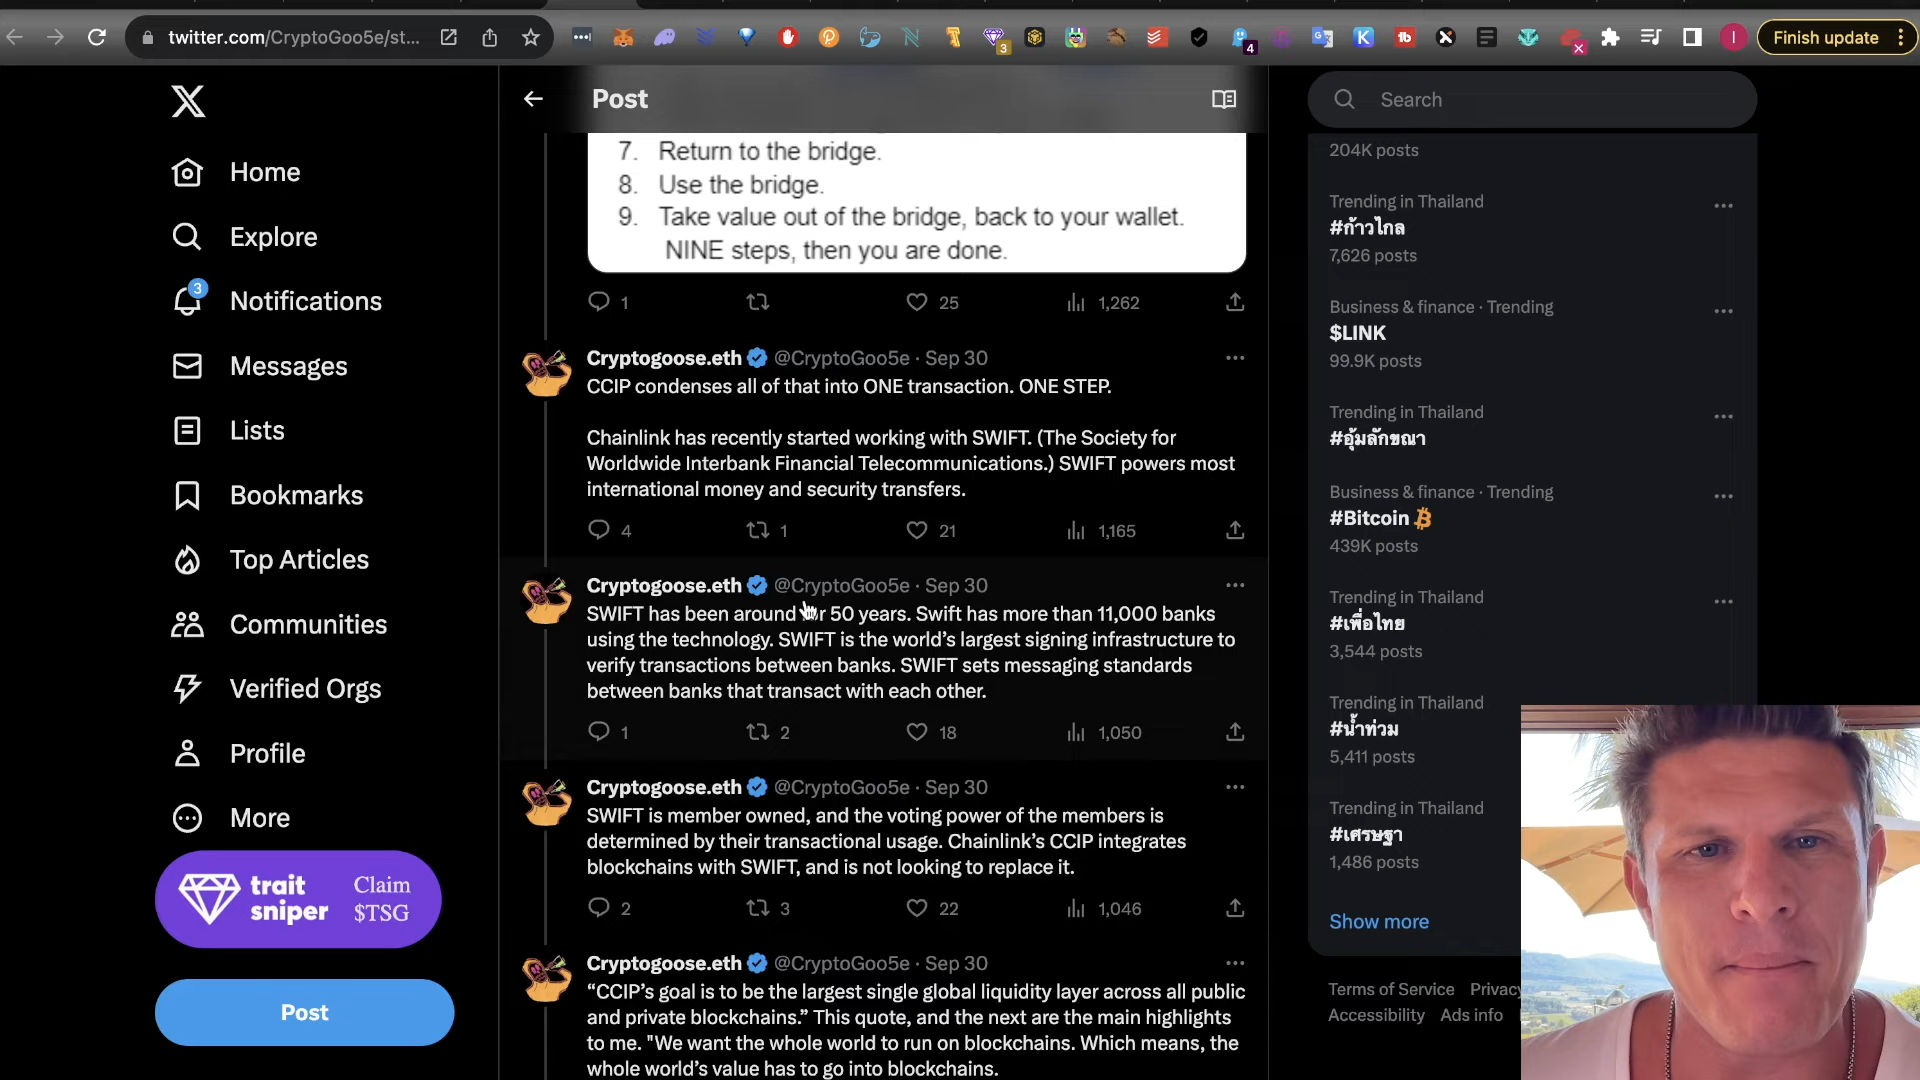 twitter.com/CryptoGoo5e/st...
3
4
Finish update
Home
Explore
3
Notifications
Messages
Lists
Bookmarks
Top Articles
Communities
Verified Orgs
Profile
More
trait
sniper
Claim
$TSG
Post
Post
7. Return to the bridge.
8. Use the bridge.
9. Take value out of the bridge, back to your wallet.
NINE steps, then you are done.
1
25
1,262
Cryptogoose.eth @CryptoGoo5e · Sep 30
CCIP condenses all of that into ONE transaction. ONE STEP.
Chainlink has recently started working with SWIFT. (The Society for
Worldwide Interbank Financial Telecommunications.) SWIFT powers most
international money and security transfers.
4
1
21
1,165
Cryptogoose.eth @CryptoGoo5e · Sep 30
SWIFT has been around for 50 years. Swift has more than 11,000 banks
using the technology. SWIFT is the world's largest signing infrastructure to
verify transactions between banks. SWIFT sets messaging standards
between banks that transact with each other.
1
2
18
1,050
Cryptogoose.eth @CryptoGoo5e · Sep 30
SWIFT is member owned, and the voting power of the members is
determined by their transactional usage. Chainlink's CCIP integrates
blockchains with SWIFT, and is not looking to replace it.
2
3
22
1,046
Cryptogoose.eth @CryptoGoo5e · Sep 30
"CCIP's goal is to be the largest single global liquidity layer across all public
and private blockchains." This quote, and the next are the main highlights
to me. "We want the whole world to run on blockchains. Which means, the
whole world's value has to go into blockchains.
Search
204K posts
Trending in Thailand
#ก้าวไกล
7,626 posts
Business & finance · Trending
$LINK
99.9K posts
Trending in Thailand
#อุ้มลักขณา
Business & finance · Trending
#Bitcoin
439K posts
Trending in Thailand
#เพื่อไทย
3,544 posts
Trending in Thailand
#น้ำท่วม
5,411 posts
Trending in Thailand
#เศรษฐา
1,486 posts
Show more
Terms of Service Privacy
Accessibility Ads info